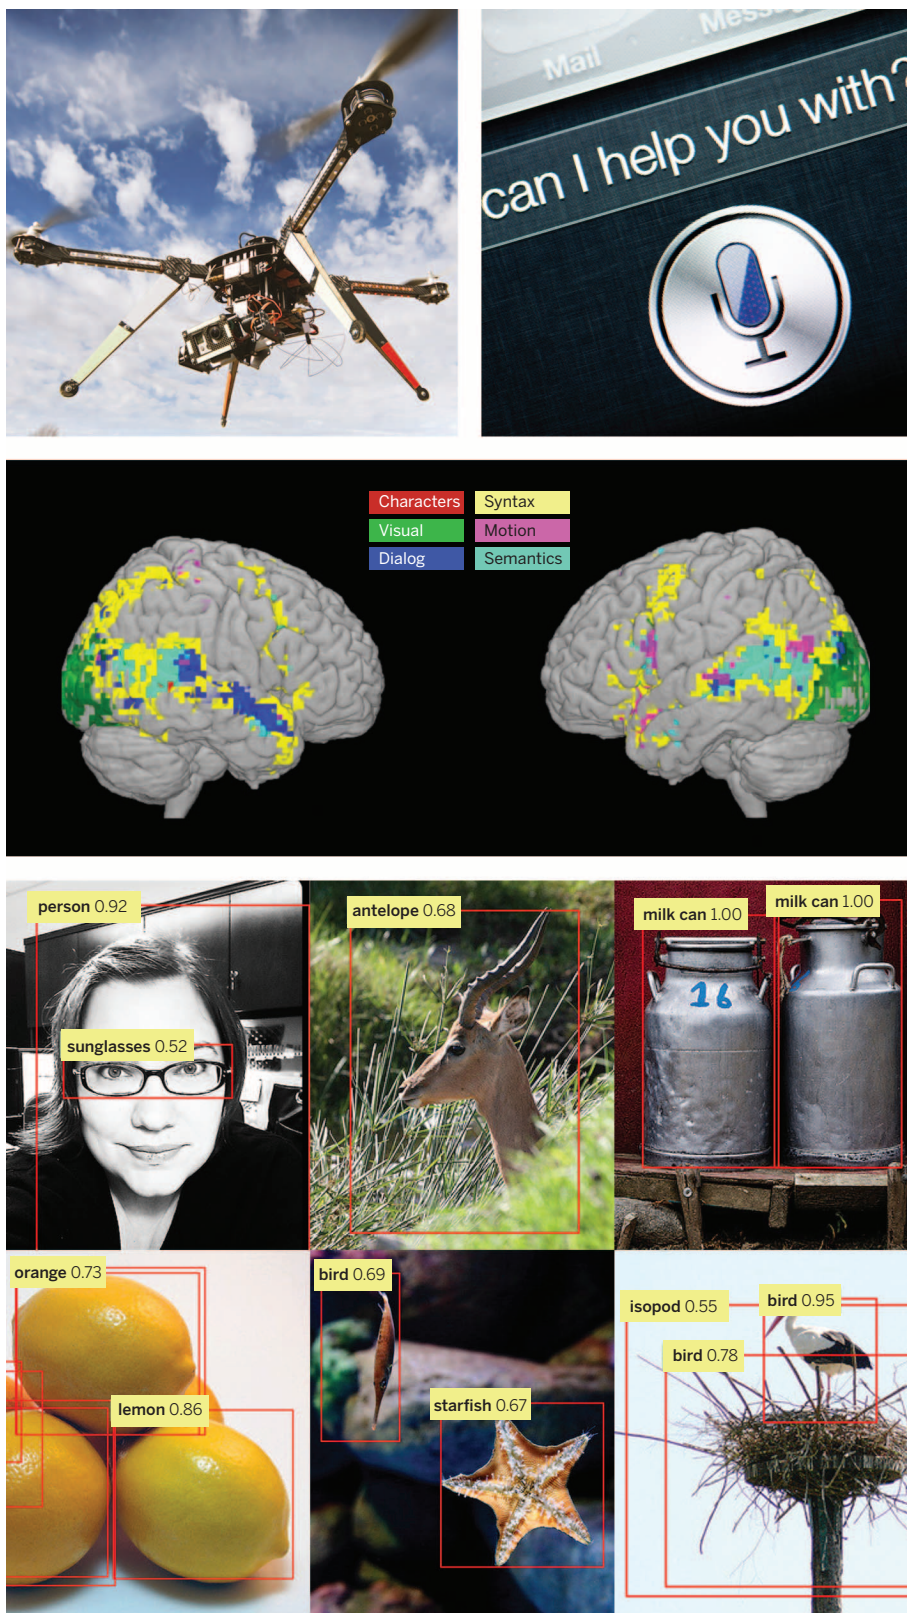 Mail
can I help you with?
Characters
Syntax
Visual
Motion
Dialog
Semantics
person 0.92
antelope 0.68
milk can 1.00
milk can 1.00
sunglasses 0.52
16
orange 0.73
bird 0.69
isopod 0.55
bird 0.95
bird 0.78
lemon 0.86
starfish 0.67